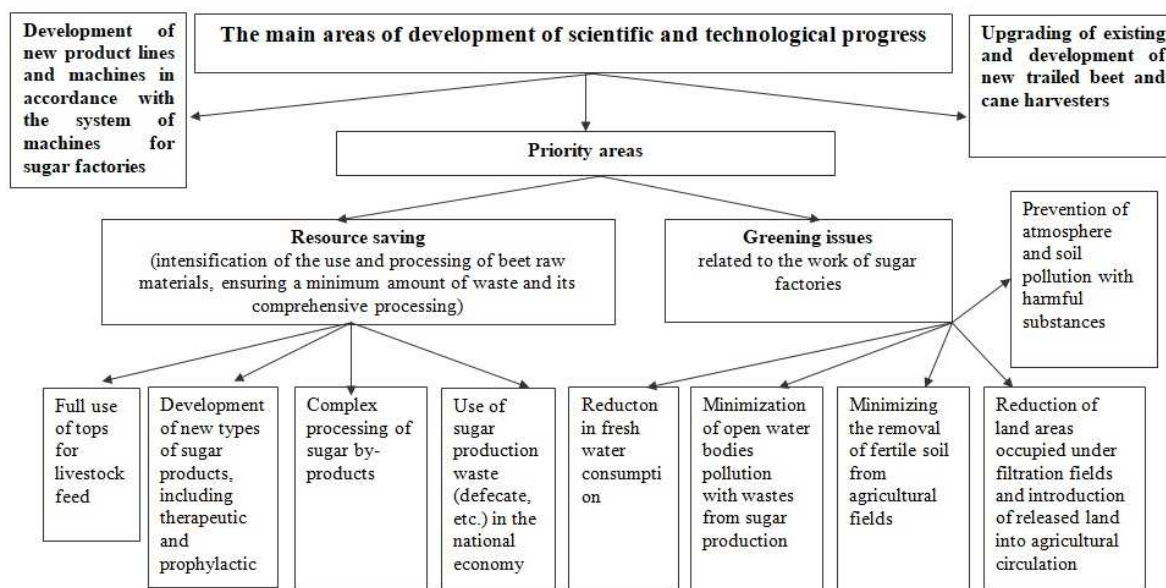 Development of
new product lines
and machines in
accordance with
the system of
machines for
sugar factories
The main areas of development of scientific and technological progress
Upgrading of existing
and development of
new trailed beet and
cane harvesters
Priority areas
Resource saving
(intensification of the use and processing of beet raw
materials, ensuring a minimum amount of waste and its
comprehensive processing)
Greening issues
related to the work of sugar
factories
Prevention of
atmosphere
and soil
pollution with
harmful
substances
Full use
of tops
for
livestock
feed
Development
of new types
of sugar
products,
including
therapeutic
and
prophylactic
Complex
processing of
sugar by-
products
Use of
sugar
production
waste
(defecate,
etc.) in the
national
economy
Reducton
in fresh
water
consumpti
on
Minimization
of open water
bodies
pollution
with wastes
from sugar
production
Minimizing
the removal
of fertile soil
from
agricultural
fields
Reduction of
land areas
occupied under
filtration fields
and introduction
of released land
into agricultural
circulation